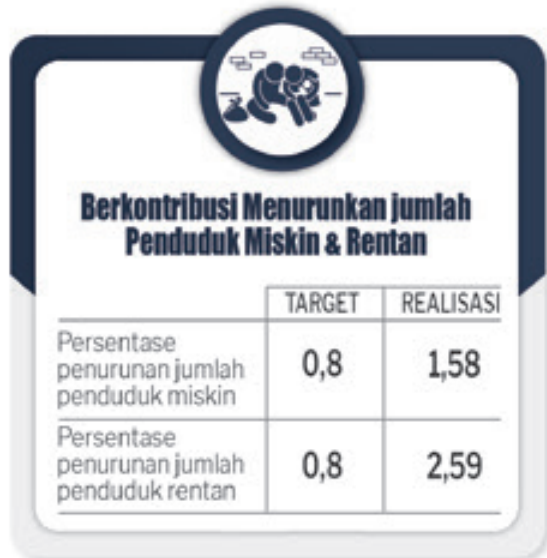 Berkontribusi Menurunkan jumlah
Penduduk Miskin & Rentan
TARGET REALISASI
Persentase
penurunan jumlah
penduduk miskin
0,8 1,58
Persentase
penurunan jumlah
penduduk rentan
0,8 2,59